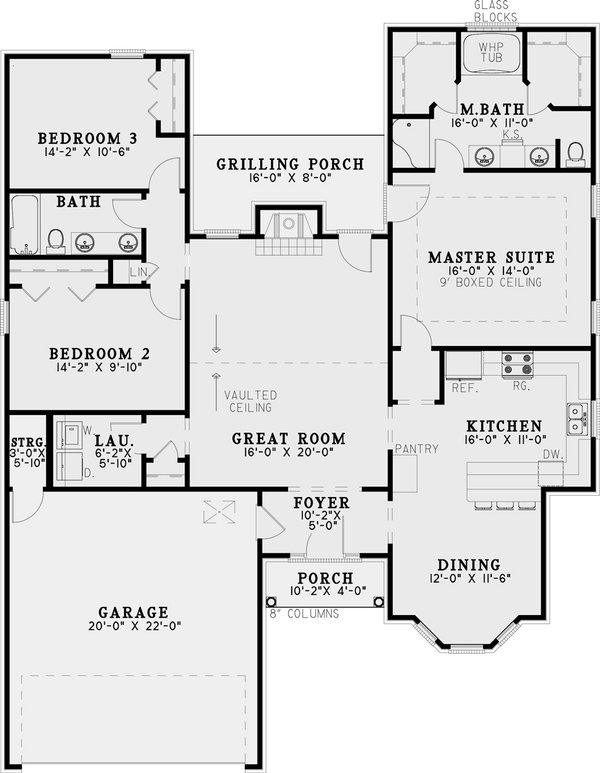 GLASS
BLOCKS
WHP
TUB
M.BATH
16'-0" X 11'-0"
K.S.
BEDROOM 3
14'-2" X 10'-6"
GRILLING PORCH
16'-0" X 8'-0"
BATH
LIN.
MASTER SUITE
16'-0" X 14'-0"
9' BOXED CEILING
BEDROOM 2
14'-2" X 9'-10"
VAULTED
CEILING
REF.
RG.
GREAT ROOM
16'-0" X 20'-0"
KITCHEN
16'-0" X 11'-0"
PANTRY
DW.
STRG.
3'-0"X
5'-10"
W.
LAU.
6'-2"X
5'-10"
D.
FOYER
10'-2"X
5'-0"
PORCH
10'-2"X 4'-0"
8" COLUMNS
DINING
12'-0" X 11'-6"
GARAGE
20'-0" X 22'-0"